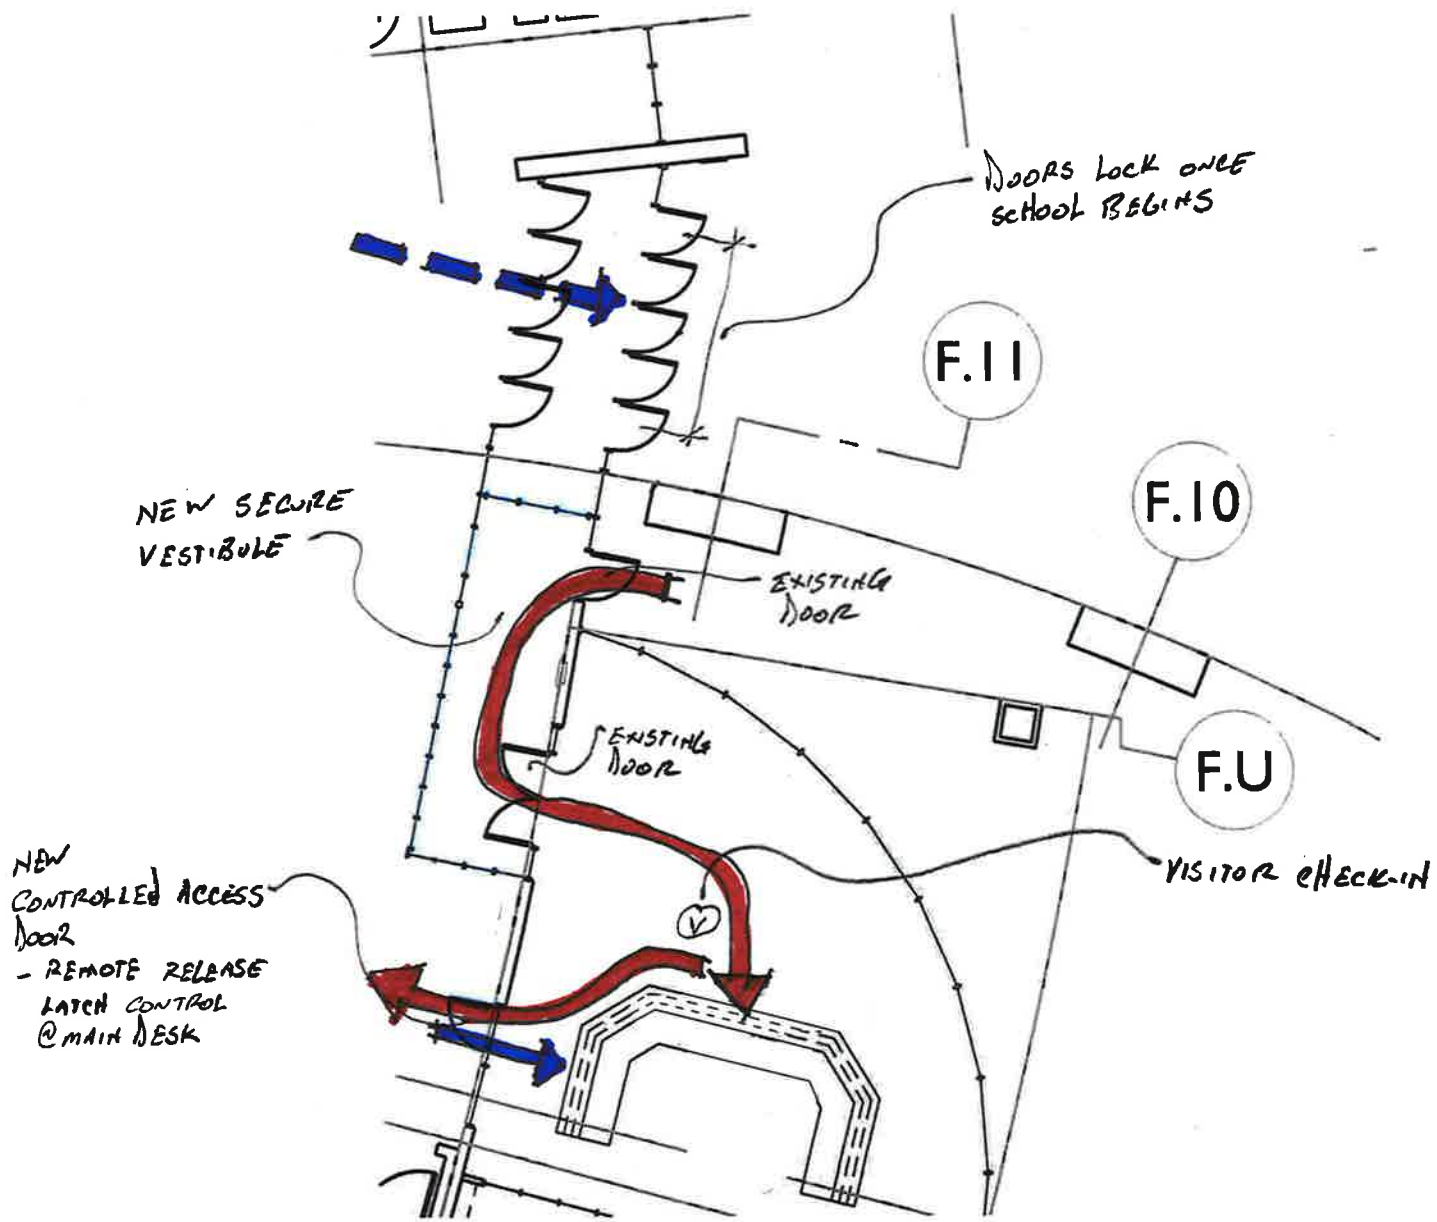 DOORS LOCK ONCE
SCHOOL BEGINS
F.11
F.10
NEW SECURE
VESTIBULE
EXISTING
DOOR
EXISTING
DOOR
F.U
VISITOR CHECK-IN
NEW
CONTROLLED ACCESS
DOOR
- REMOTE RELEASE
LATCH CONTROL
@ MAIN DESK
V